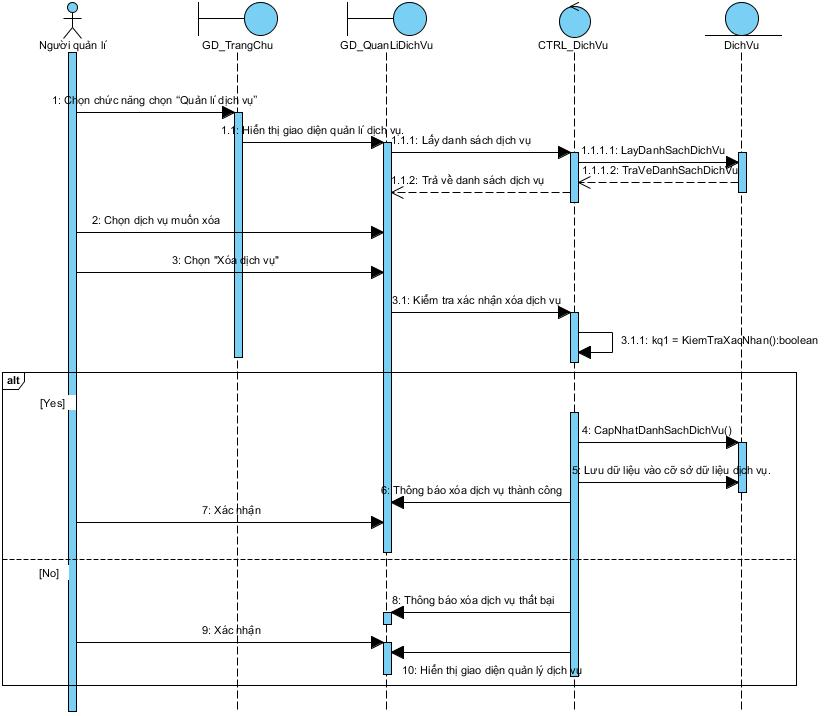 Người quản lí
GD_TrangChu
GD_QuanLiDichVu
CTRL_DichVu
DichVu
1: Chọn chức năng chọn “Quản lí dịch vụ”
1.1: Hiển thị giao diện quản lí dịch vụ.
1.1.1: Lấy danh sách dịch vụ
1.1.1.1: LayDanhSachDichVu
1.1.1.2: TraVeDanhSachDichVu
1.1.2: Trả về danh sách dịch vụ
2: Chọn dịch vụ muốn xóa
3: Chọn "Xóa dịch vụ"
3.1: Kiểm tra xác nhận xóa dịch vụ
3.1.1: kq1 = KiemTraXacNhan():boolean
alt
[Yes]
4: CapNhatDanhSachDichVu()
5: Lưu dữ liệu vào cỡ sở dữ liệu dịch vụ.
6: Thông báo xóa dịch vụ thành công
7: Xác nhận
[No]
8: Thông báo xóa dịch vụ thất bại
9: Xác nhận
10: Hiển thị giao diện quản lý dịch vụ